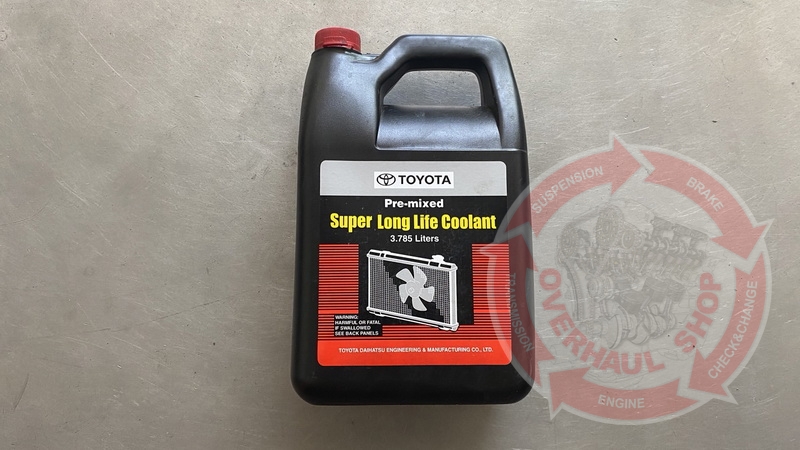 TOYOTA
Pre-mixed
Super Long Life Coolant
3.785 Liters
WARNING:
HARMFUL OR FATAL
IF SWALLOWED
SEE BACK PANELS
TOYOTA DAIHATSU ENGINEERING & MANUFACTURING CO., LTD.
SUSPENSION
BRAKE
CHECK&CHANGE
ENGINE
TRANSMISSION
OVERHAUL SHOP